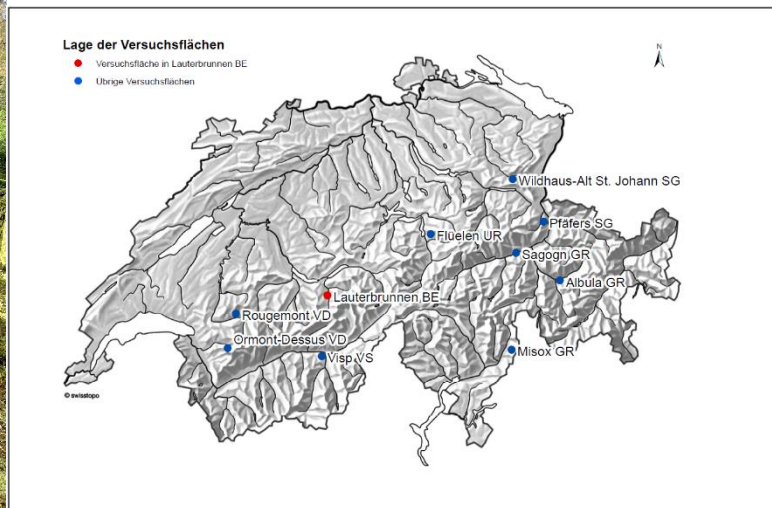 Lage der Versuchsflächen
Versuchsfläche in Lauterbrunnen BE
Übrige Versuchsflächen
N
Wildhaus-Alt St. Johann SG
Pfäfers SG
Flüelen UR
Sagogn GR
Albula GR
Lauterbrunnen BE
Rougemont VD
Ormont-Dessus VD
Visp VS
Misox GR
© swisstopo